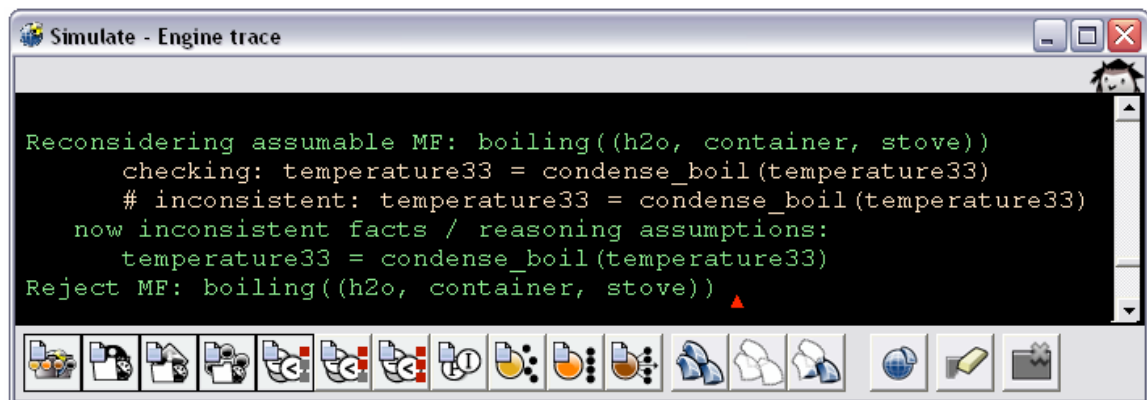 Simulate - Engine trace
Reconsidering assumable MF: boiling((h2o, container, stove))
checking: temperature33 = condense_boil(temperature33)
# inconsistent: temperature33 = condense_boil(temperature33)
now inconsistent facts / reasoning assumptions:
temperature33 = condense_boil(temperature33)
Reject MF: boiling((h2o, container, stove))